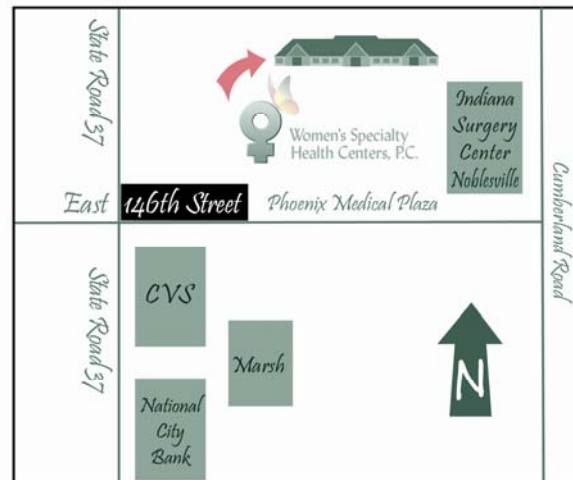 State Road 37
Women's Specialty
Health Centers, P.C.
Indiana
Surgery
Center
Noblesville
Cumberland Road
East 146th Street
Phoenix Medical Plaza
State Road 37
CVS
Marsh
National
City
Bank
N